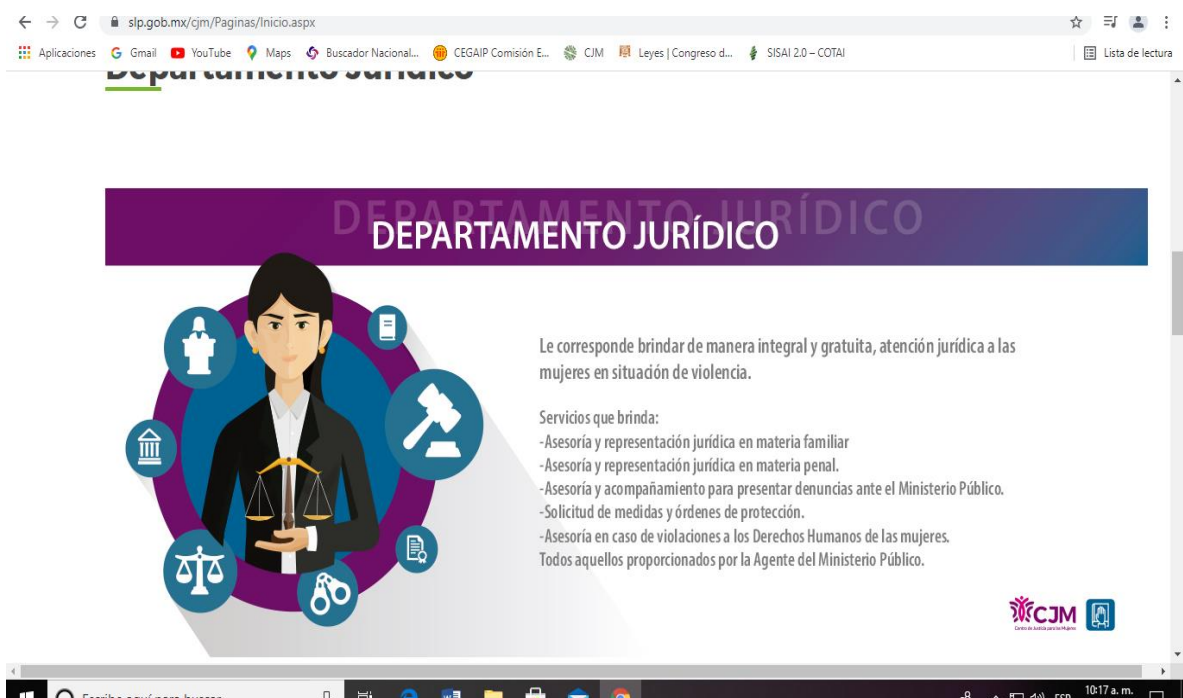 slp.gob.mx/cjm/Paginas/Inicio.aspx
Aplicaciones Gmail YouTube Maps Buscador Nacional... CEGAIP Comisión E... CJM Leyes | Congreso d... SISAI 2.0 – COTAI Lista de lectura
Departamento Jurídico
DEPARTAMENTO JURÍDICO
DEPARTAMENTO JURÍDICO
Le corresponde brindar de manera integral y gratuita, atención jurídica a las
mujeres en situación de violencia.
Servicios que brinda:
-Asesoría y representación jurídica en materia familiar
-Asesoría y representación jurídica en materia penal.
-Asesoría y acompañamiento para presentar denuncias ante el Ministerio Público.
-Solicitud de medidas y órdenes de protección.
-Asesoría en caso de violaciones a los Derechos Humanos de las mujeres.
Todos aquellos proporcionados por la Agente del Ministerio Público.
CJM
Centro de Justicia para las Mujeres
Escribe aquí para buscar
ESP
10:17 a. m.